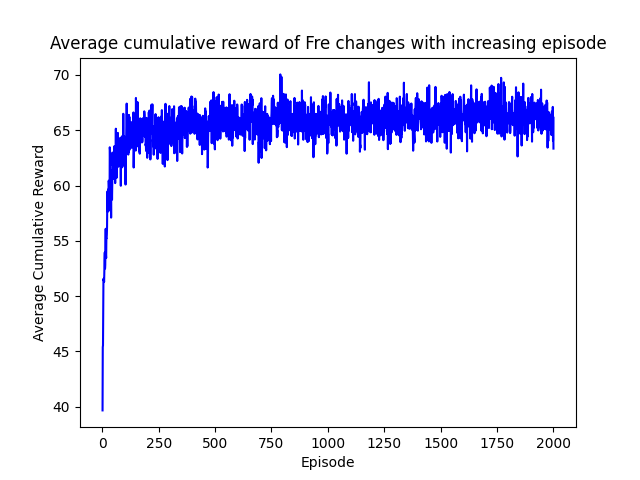 Average cumulative reward of Fre changes with increasing episode
70
65
60
55
50
45
40
Average Cumulative Reward
0 250 500 750 1000 1250 1500 1750 2000
Episode